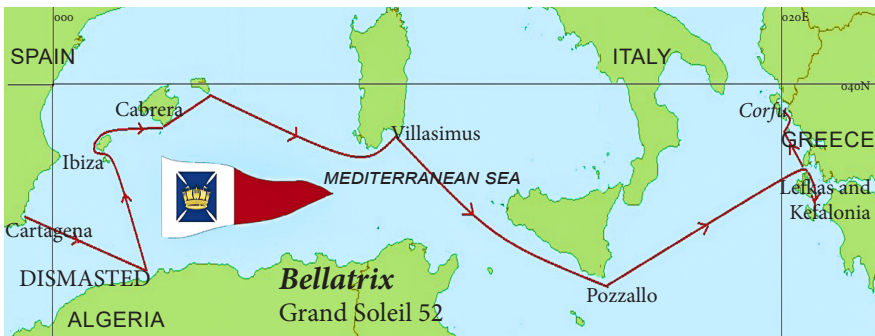 000
020E
SPAIN
ITALY
040N
Cabrera
Corfu
Villasimus
GREECE
Ibiza
MEDITERRANEAN SEA
Lefkas and
Kefalonia
Cartagena
DISMASTED
Bellatrix
Grand Soleil 52
Pozzallo
ALGERIA